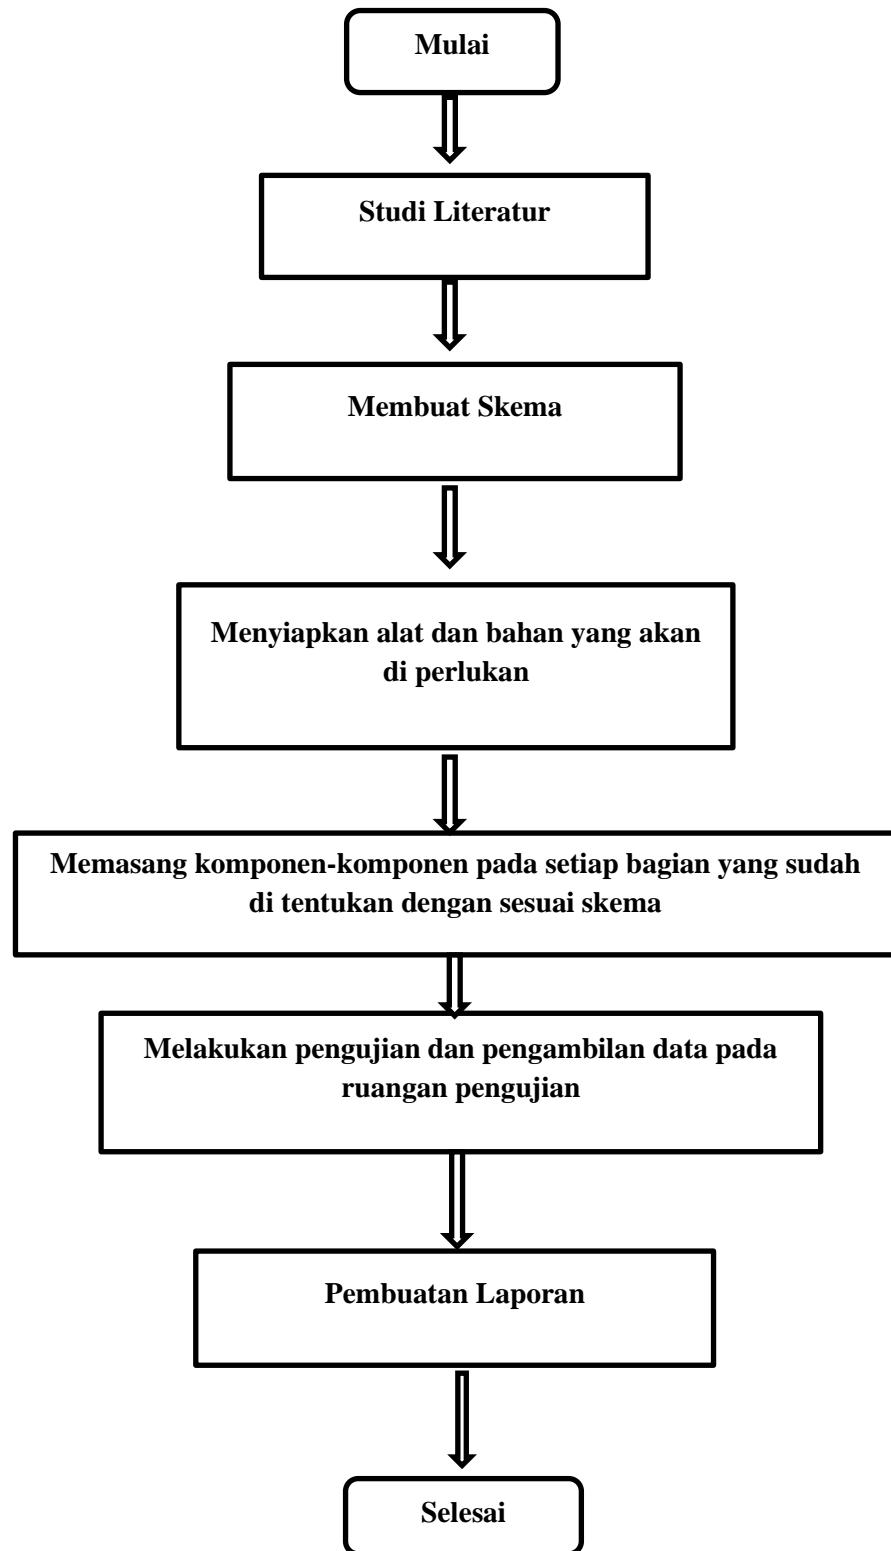 Mulai
Studi Literatur
Membuat Skema
Menyiapkan alat dan bahan yang akan
di perlukan
Memasang komponen-komponen pada setiap bagian yang sudah
di tentukan dengan sesuai skema
Melakukan pengujian dan pengambilan data pada
ruangan pengujian
Pembuatan Laporan
Selesai